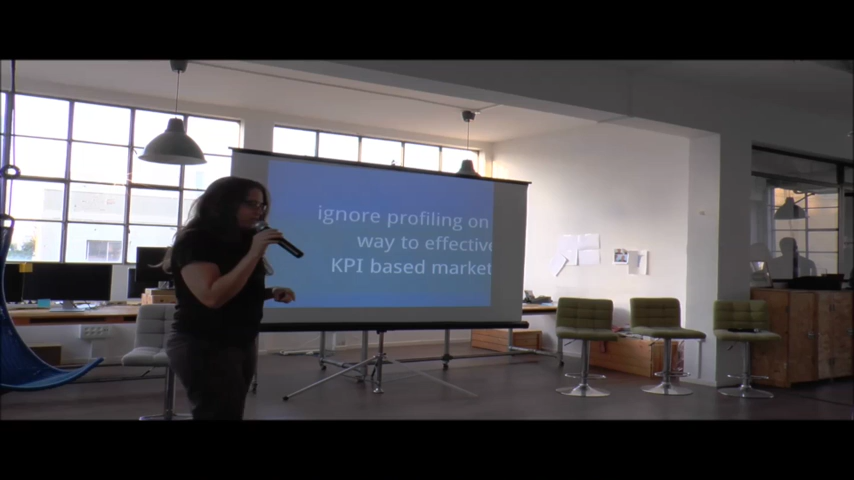 ignore profiling on
way to effective
KPI based market